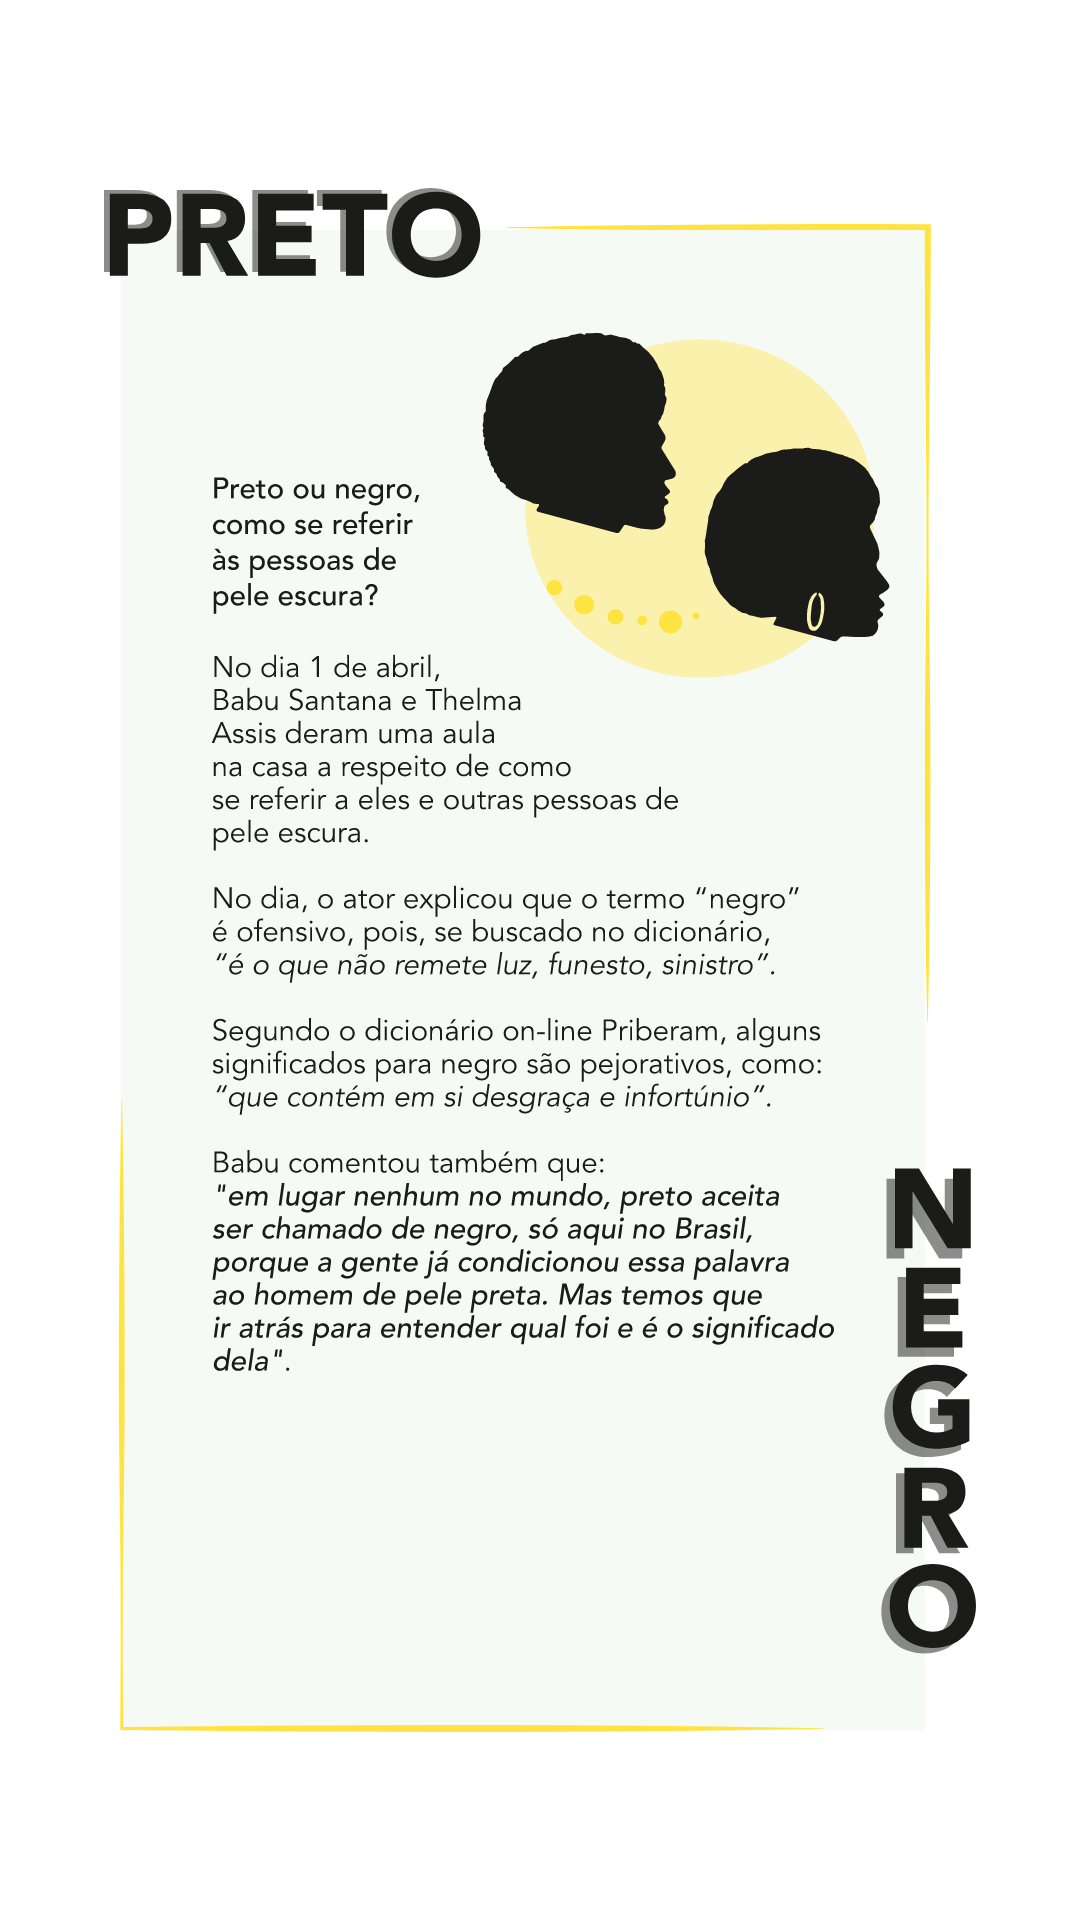 PRETO
Preto ou negro,
como se referir
às pessoas de
pele escura?
No dia 1 de abril,
Babu Santana e Thelma
Assis deram uma aula
na casa a respeito de como
se referir a eles e outras pessoas de
pele escura.
No dia, o ator explicou que o termo “negro”
é ofensivo, pois, se buscado no dicionário,
“é o que não remete luz, funesto, sinistro”.
Segundo o dicionário on-line Priberam, alguns
significados para negro são pejorativos, como:
“que contém em si desgraça e infortúnio”.
Babu comentou também que:
"em lugar nenhum no mundo, preto aceita
ser chamado de negro, só aqui no Brasil,
porque a gente já condicionou essa palavra
ao homem de pele preta. Mas temos que
ir atrás para entender qual foi e é o significado
dela".
NEGRO